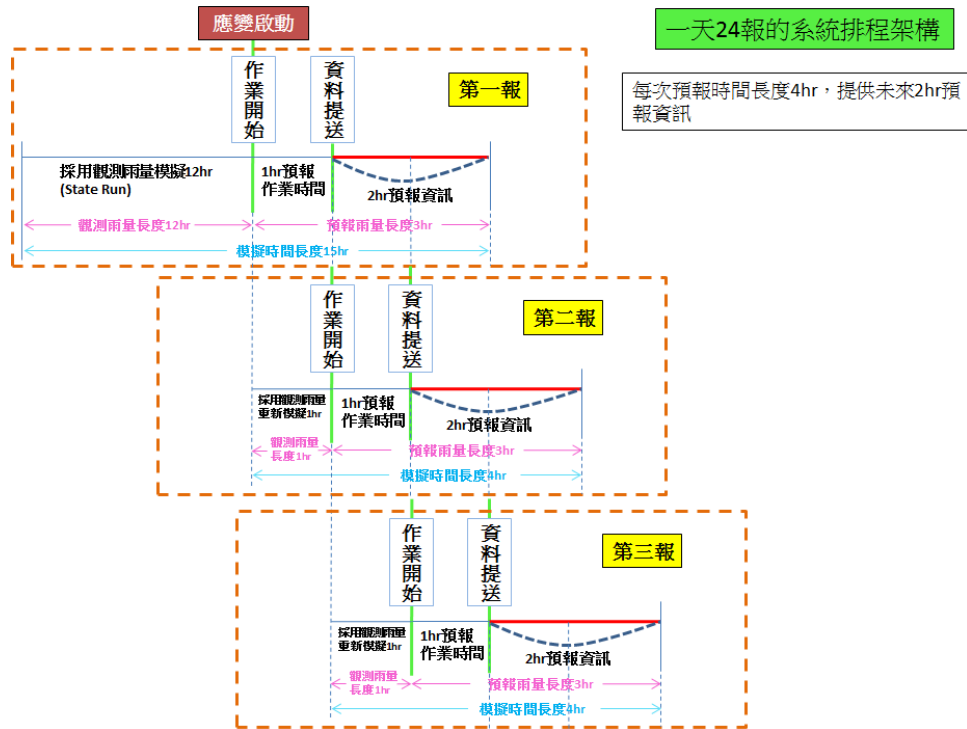 應變啟動
一天24報的系統排程架構
每次預報時間長度4hr，提供未來2hr預
報資訊
作業開始
資料提送
第一報
採用觀測雨量模擬12hr
(State Run)
1hr預報
作業時間
2hr預報資訊
觀測雨量長度12hr
預報雨量長度3hr
模擬時間長度15hr
作業開始
資料提送
第二報
採用觀測雨量
重新模擬1hr
1hr預報
作業時間
2hr預報資訊
觀測雨量
長度1hr
預報雨量長度3hr
模擬時間長度4hr
作業開始
資料提送
第三報
採用觀測雨量
重新模擬1hr
1hr預報
作業時間
2hr預報資訊
觀測雨量
長度1hr
預報雨量長度3hr
模擬時間長度4hr